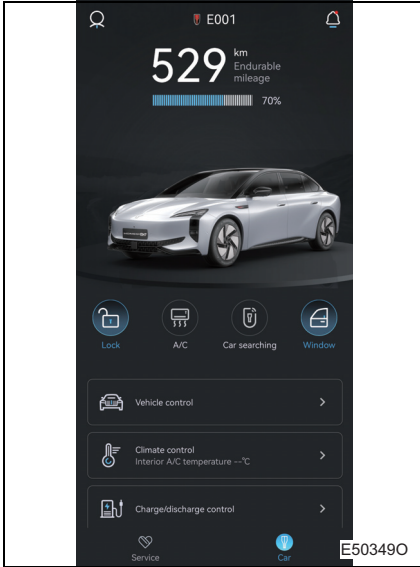 E001
529
km
Endurable
mileage
70%
Lock
A/C
Car searching
Window
Vehicle control
Climate control
Interior A/C temperature --℃
Charge/discharge control
Service
Car
E50349O